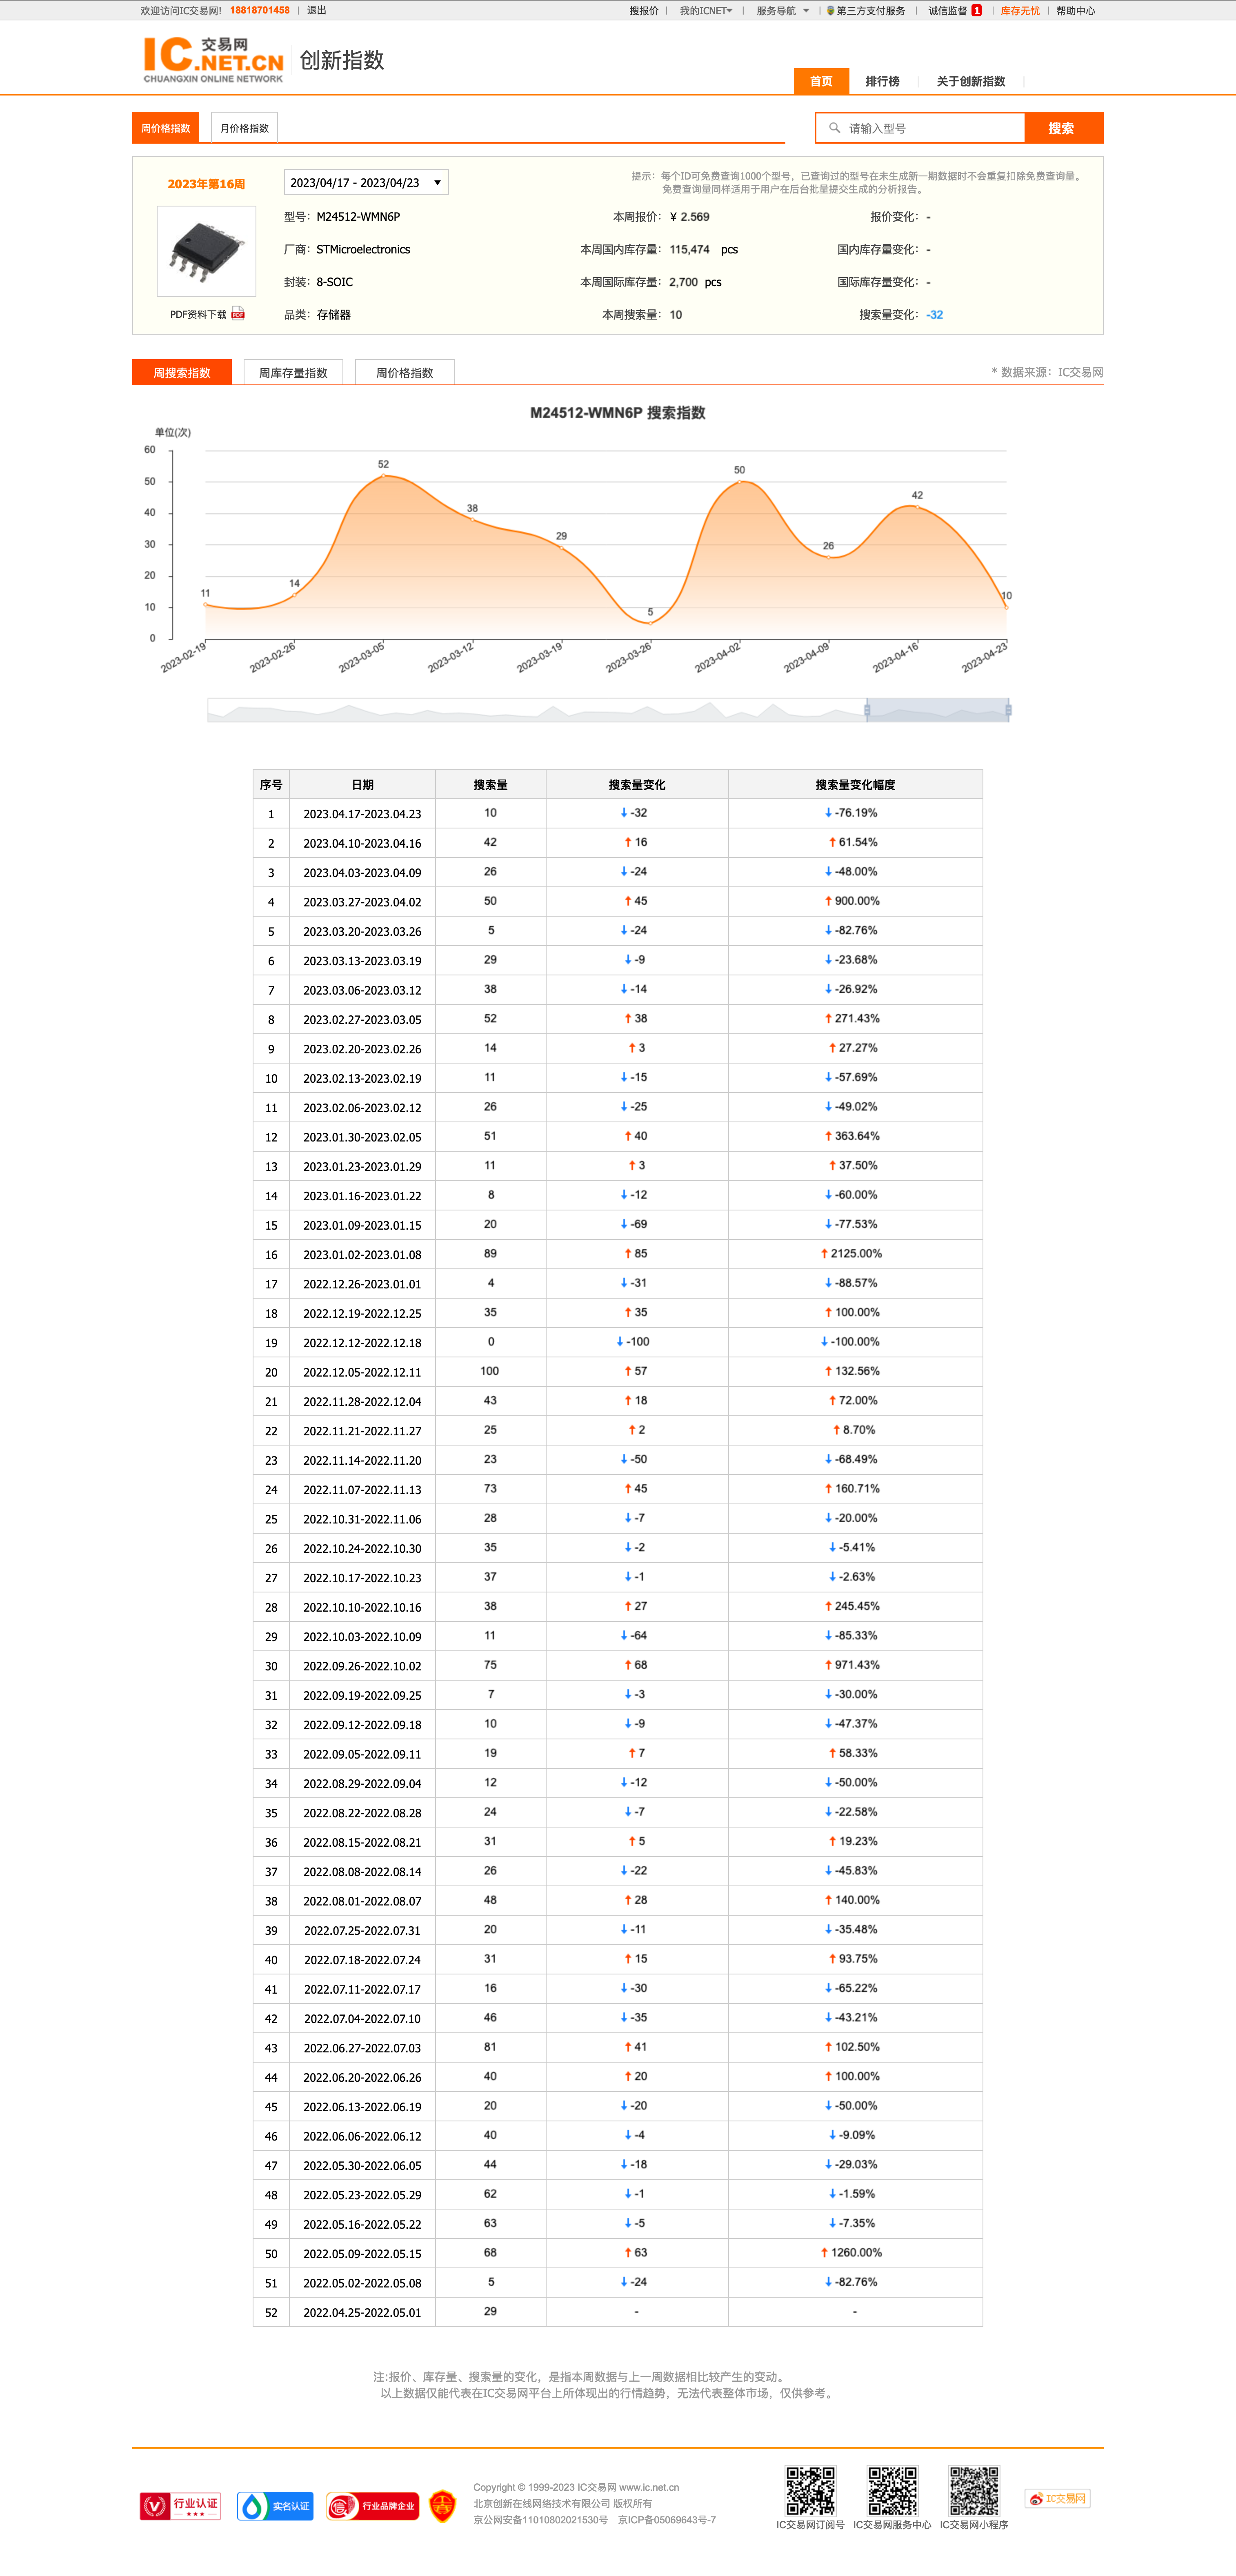 欢迎访问IC交易网! 18818701458 | 退出 搜报价 | 我的ICNET | 服务导航 | 第三方支付服务 | 诚信监督 1 | 库存无忧 | 帮助中心
IC 交易网 .NET.CN CHUANGXIN ONLINE NETWORK 创新指数
首页 排行榜 关于创新指数
周价格指数 月价格指数 请输入型号 搜索
2023年第16周 2023/04/17 - 2023/04/23 提示：每个ID可免费查询1000个型号，已查询过的型号在未生成新一期数据时不会重复扣除免费查询量。
免费查询量同样适用于用户在后台批量提交生成的分析报告。
型号：M24512-WMN6P 本周报价：¥ 2.569 报价变化：-
厂商：STMicroelectronics 本周国内库存量：115,474 pcs 国内库存量变化：-
封装：8-SOIC 本周国际库存量：2,700 pcs 国际库存量变化：-
PDF资料下载 PDF 品类：存储器 本周搜索量：10 搜索量变化：-32
周搜索指数 周库存量指数 周价格指数 * 数据来源：IC交易网
M24512-WMN6P 搜索指数
单位(次)
60
50
40
30
20
10
0
11 14 52 38 29 5 50 26 42 10
2023-02-19 2023-02-26 2023-03-05 2023-03-12 2023-03-19 2023-03-26 2023-04-02 2023-04-09 2023-04-16 2023-04-23
序号 日期 搜索量 搜索量变化 搜索量变化幅度
1 2023.04.17-2023.04.23 10 ↓-32 ↓-76.19%
2 2023.04.10-2023.04.16 42 ↑16 ↑61.54%
3 2023.04.03-2023.04.09 26 ↓-24 ↓-48.00%
4 2023.03.27-2023.04.02 50 ↑45 ↑900.00%
5 2023.03.20-2023.03.26 5 ↓-24 ↓-82.76%
6 2023.03.13-2023.03.19 29 ↓-9 ↓-23.68%
7 2023.03.06-2023.03.12 38 ↓-14 ↓-26.92%
8 2023.02.27-2023.03.05 52 ↑38 ↑271.43%
9 2023.02.20-2023.02.26 14 ↑3 ↑27.27%
10 2023.02.13-2023.02.19 11 ↓-15 ↓-57.69%
11 2023.02.06-2023.02.12 26 ↓-25 ↓-49.02%
12 2023.01.30-2023.02.05 51 ↑40 ↑363.64%
13 2023.01.23-2023.01.29 11 ↑3 ↑37.50%
14 2023.01.16-2023.01.22 8 ↓-12 ↓-60.00%
15 2023.01.09-2023.01.15 20 ↓-69 ↓-77.53%
16 2023.01.02-2023.01.08 89 ↑85 ↑2125.00%
17 2022.12.26-2023.01.01 4 ↓-31 ↓-88.57%
18 2022.12.19-2022.12.25 35 ↑35 ↑100.00%
19 2022.12.12-2022.12.18 0 ↓-100 ↓-100.00%
20 2022.12.05-2022.12.11 100 ↑57 ↑132.56%
21 2022.11.28-2022.12.04 43 ↑18 ↑72.00%
22 2022.11.21-2022.11.27 25 ↑2 ↑8.70%
23 2022.11.14-2022.11.20 23 ↓-50 ↓-68.49%
24 2022.11.07-2022.11.13 73 ↑45 ↑160.71%
25 2022.10.31-2022.11.06 28 ↓-7 ↓-20.00%
26 2022.10.24-2022.10.30 35 ↓-2 ↓-5.41%
27 2022.10.17-2022.10.23 37 ↓-1 ↓-2.63%
28 2022.10.10-2022.10.16 38 ↑27 ↑245.45%
29 2022.10.03-2022.10.09 11 ↓-64 ↓-85.33%
30 2022.09.26-2022.10.02 75 ↑68 ↑971.43%
31 2022.09.19-2022.09.25 7 ↓-3 ↓-30.00%
32 2022.09.12-2022.09.18 10 ↓-9 ↓-47.37%
33 2022.09.05-2022.09.11 19 ↑7 ↑58.33%
34 2022.08.29-2022.09.04 12 ↓-12 ↓-50.00%
35 2022.08.22-2022.08.28 24 ↓-7 ↓-22.58%
36 2022.08.15-2022.08.21 31 ↑5 ↑19.23%
37 2022.08.08-2022.08.14 26 ↓-22 ↓-45.83%
38 2022.08.01-2022.08.07 48 ↑28 ↑140.00%
39 2022.07.25-2022.07.31 20 ↓-11 ↓-35.48%
40 2022.07.18-2022.07.24 31 ↑15 ↑93.75%
41 2022.07.11-2022.07.17 16 ↓-30 ↓-65.22%
42 2022.07.04-2022.07.10 46 ↓-35 ↓-43.21%
43 2022.06.27-2022.07.03 81 ↑41 ↑102.50%
44 2022.06.20-2022.06.26 40 ↑20 ↑100.00%
45 2022.06.13-2022.06.19 20 ↓-20 ↓-50.00%
46 2022.06.06-2022.06.12 40 ↓-4 ↓-9.09%
47 2022.05.30-2022.06.05 44 ↓-18 ↓-29.03%
48 2022.05.23-2022.05.29 62 ↓-1 ↓-1.59%
49 2022.05.16-2022.05.22 63 ↓-5 ↓-7.35%
50 2022.05.09-2022.05.15 68 ↑63 ↑1260.00%
51 2022.05.02-2022.05.08 5 ↓-24 ↓-82.76%
52 2022.04.25-2022.05.01 29 - -
注:报价、库存量、搜索量的变化，是指本周数据与上一周数据相比较产生的变动。
以上数据仅能代表在IC交易网平台上所体现出的行情趋势，无法代表整体市场，仅供参考。
行业认证 实名认证 行业品牌企业
Copyright © 1999-2023 IC交易网 www.ic.net.cn
北京创新在线网络技术有限公司 版权所有
京公网安备11010802021530号 京ICP备05069643号-7
IC交易网订阅号 IC交易网服务中心 IC交易网小程序 IC交易网